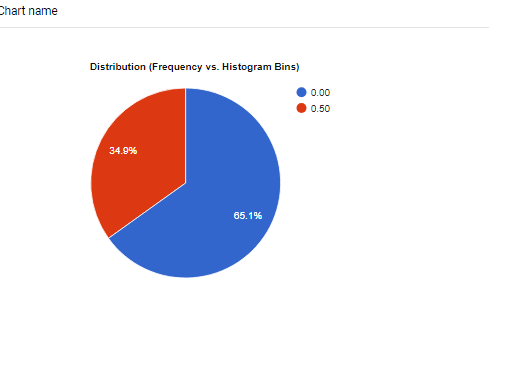 Chart name
Distribution (Frequency vs. Histogram Bins)
0.00
0.50
34.9%
65.1%